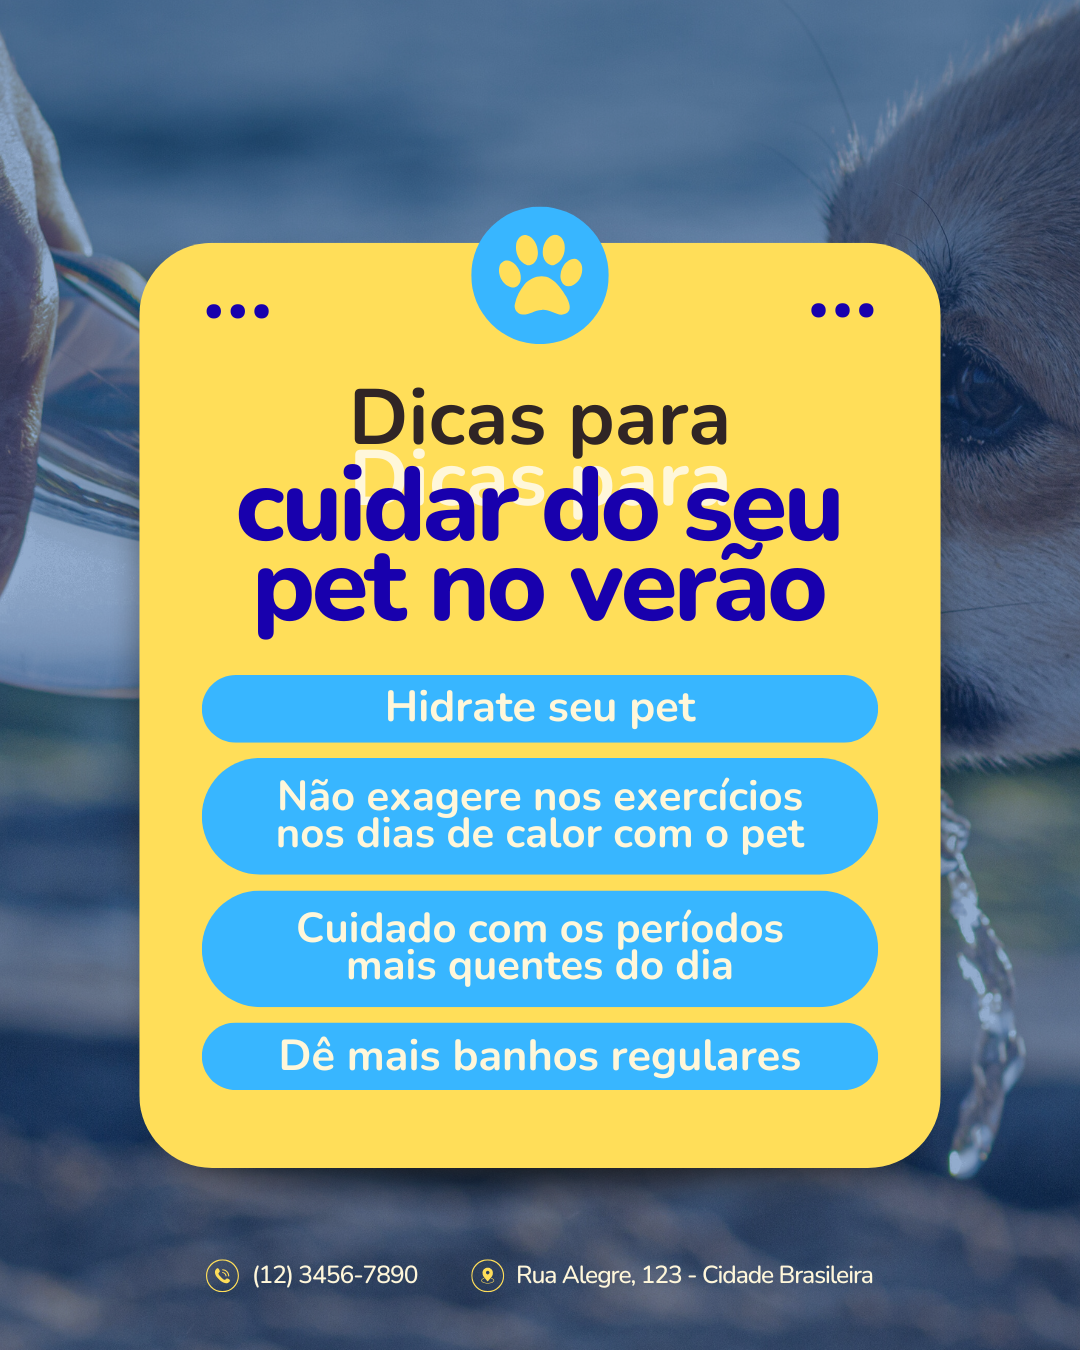 Dicas para
Dicas para
cuidar do seu
pet no verão
Hidrate seu pet
Não exagere nos exercícios
nos dias de calor com o pet
Cuidado com os períodos
mais quentes do dia
Dê mais banhos regulares
(12) 3456-7890
Rua Alegre, 123 - Cidade Brasileira